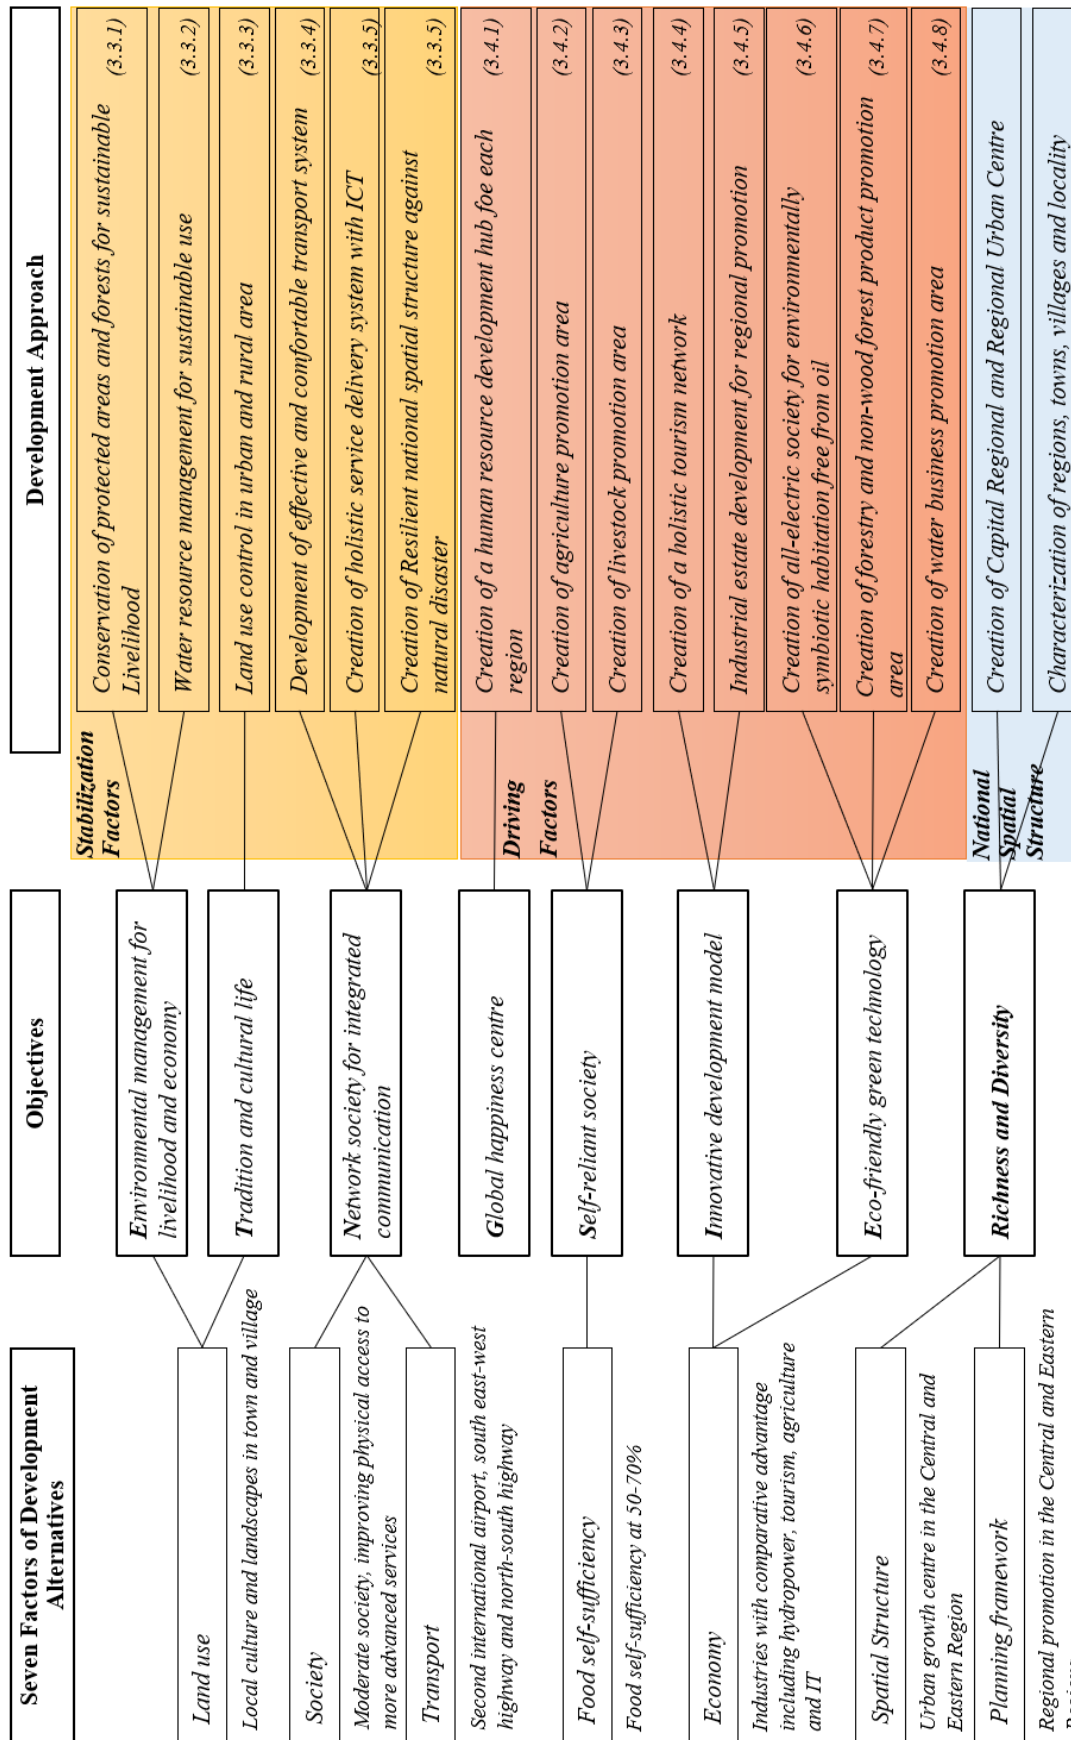 Seven Factors of Development
Alternatives
Objectives
Development Approach
Land use
Local culture and landscapes in town and village
Society
Moderate society, improving physical access to
more advanced services
Transport
Second international airport, south east-west
highway and north-south highway
Food self-sufficiency
Food self-sufficiency at 50-70%
Economy
Industries with comparative advantage
including hydropower, tourism, agriculture
and IT
Spatial Structure
Urban growth centre in the Central and
Eastern Region
Planning framework
Regional promotion in the Central and Eastern
Environmental management for
livelihood and economy
Tradition and cultural life
Network society for integrated
communication
Global happiness centre
Self-reliant society
Innovative development model
Eco-friendly green technology
Richness and Diversity
Stabilization
Factors
Conservation of protected areas and forests for sustainable
Livelihood
(3.3.1)
Water resource management for sustainable use
(3.3.2)
Land use control in urban and rural area
(3.3.3)
Development of effective and comfortable transport system
(3.3.4)
Creation of holistic service delivery system with ICT
(3.3.5)
Creation of Resilient national spatial structure against
natural disaster
(3.3.5)
Driving
Factors
Creation of a human resource development hub foe each
region
(3.4.1)
Creation of agriculture promotion area
(3.4.2)
Creation of livestock promotion area
(3.4.3)
Creation of a holistic tourism network
(3.4.4)
Industrial estate development for regional promotion
(3.4.5)
Creation of all-electric society for environmentally
symbiotic habitation free from oil
(3.4.6)
Creation of forestry and non-wood forest product promotion
area
(3.4.7)
Creation of water business promotion area
(3.4.8)
National
Spatial
Structure
Creation of Capital Regional and Regional Urban Centre
Characterization of regions, towns, villages and locality